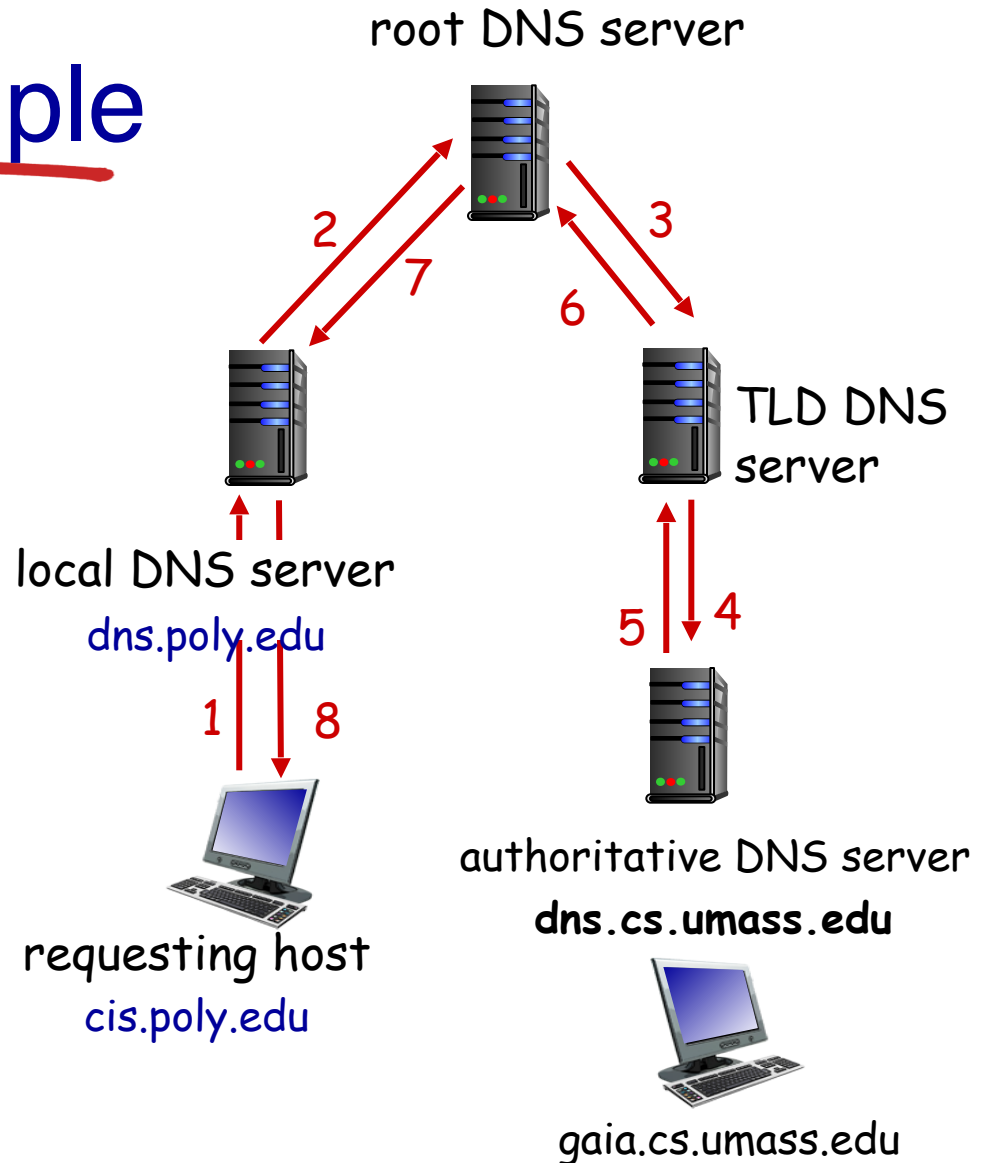 root DNS server
ple
2
3
7
6
TLD DNS
server
local DNS server
dns.poly.edu
5
4
1
8
authoritative DNS server
dns.cs.umass.edu
requesting host
cis.poly.edu
gaia.cs.umass.edu